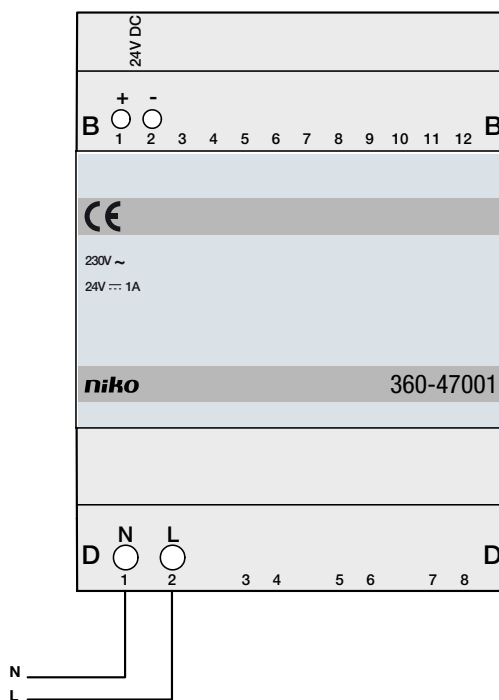 24V DC
+ -
B B
1 2 3 4 5 6 7 8 9 10 11 12
CE
230V ~
24V ⎓ 1A
niko 360-47001
N L
D D
1 2 3 4 5 6 7 8
N
L